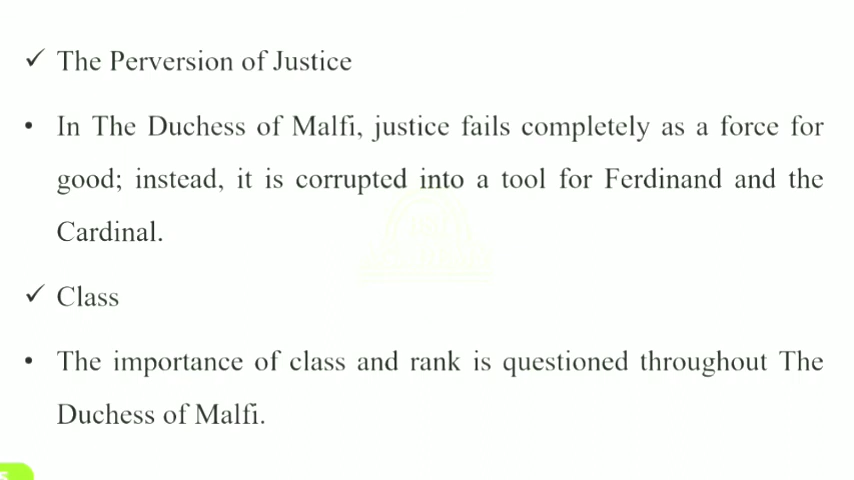 ✓ The Perversion of Justice
• In The Duchess of Malfi, justice fails completely as a force for
good; instead, it is corrupted into a tool for Ferdinand and the
Cardinal.
✓ Class
• The importance of class and rank is questioned throughout The
Duchess of Malfi.